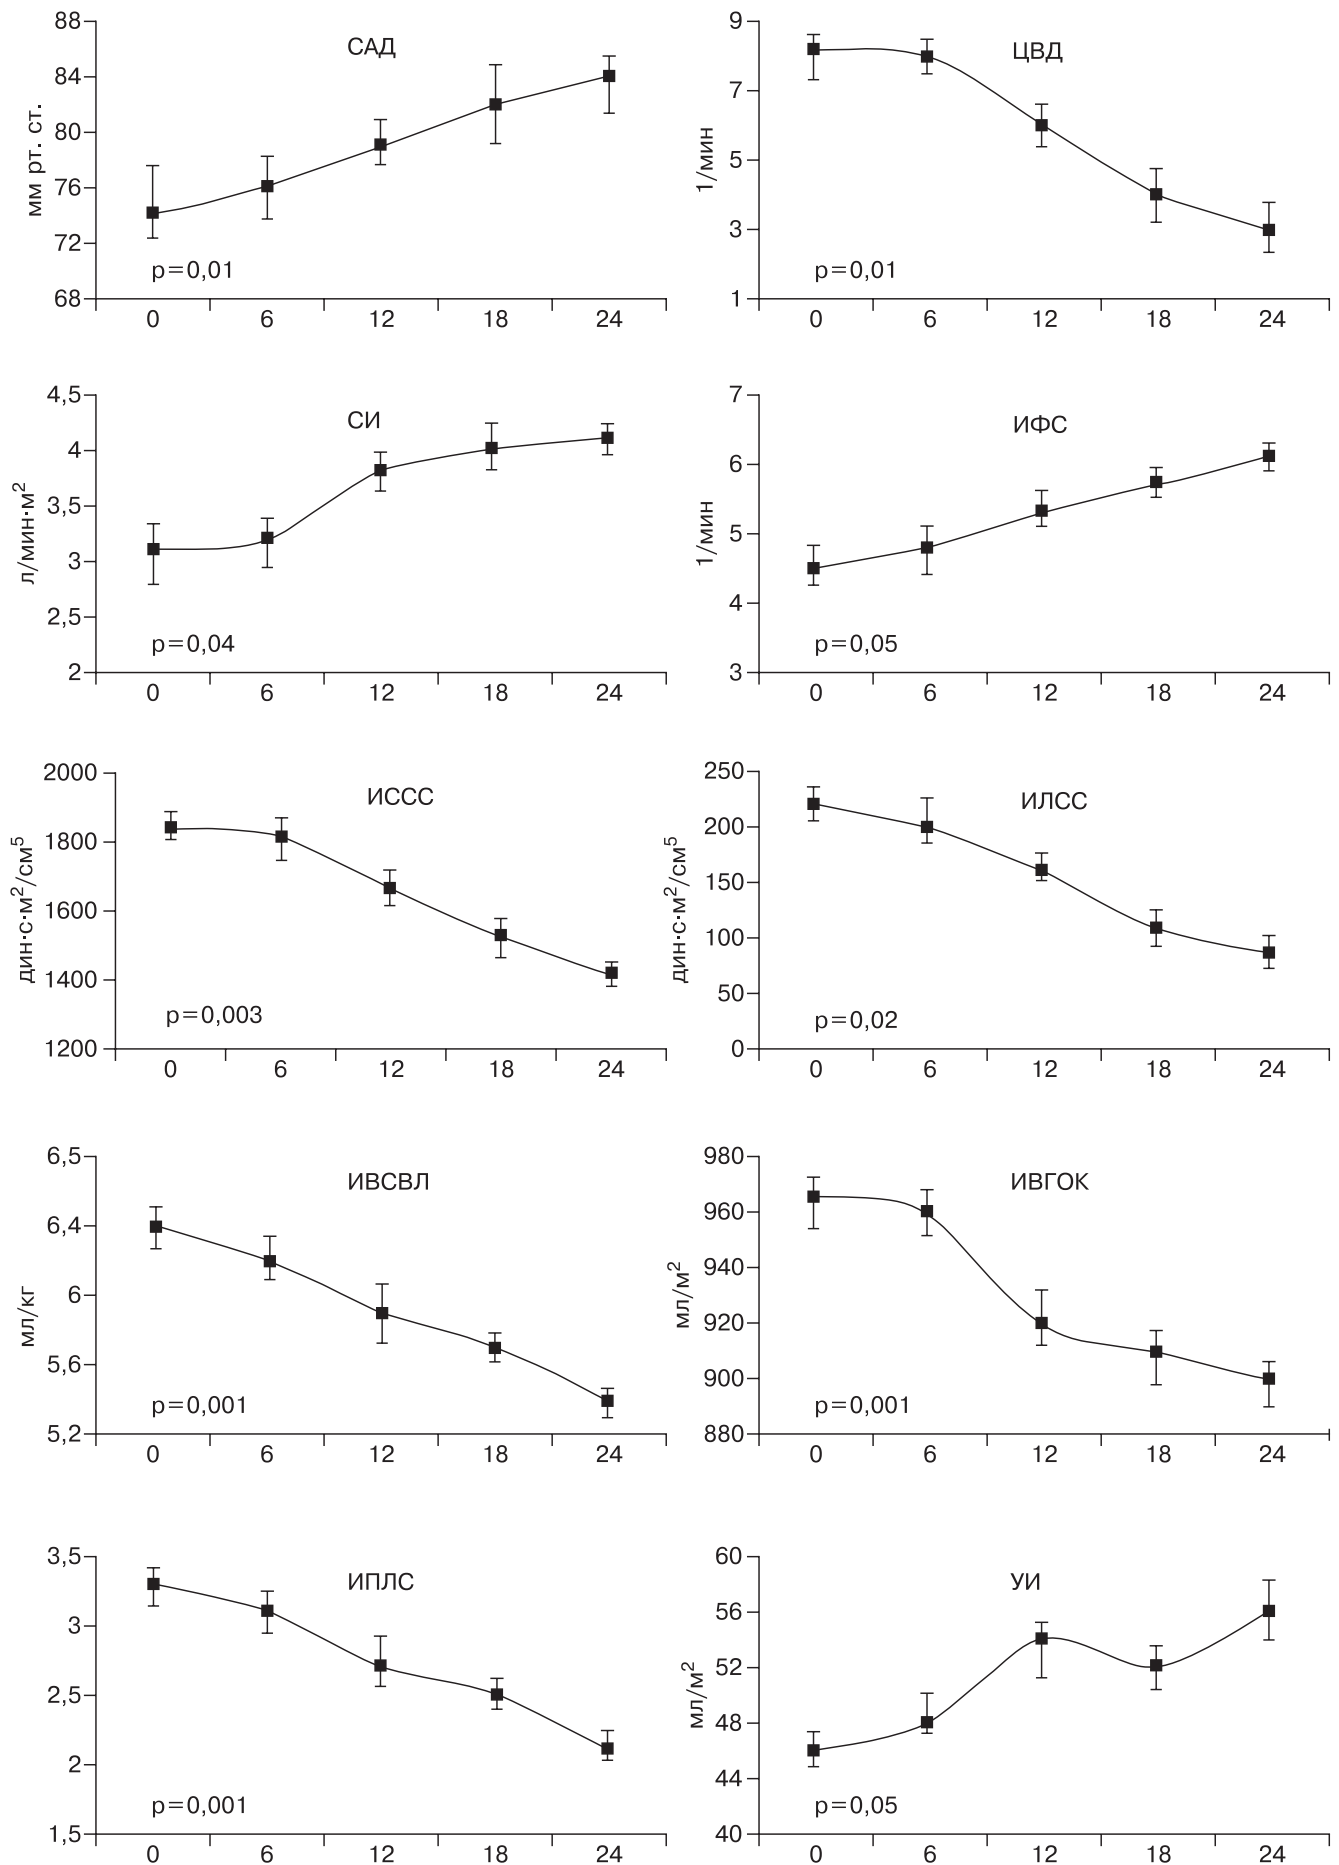 САД
мм рт. ст.
88
84
80
76
72
68
p=0,01
0 6 12 18 24
ЦВД
1/мин
9
7
5
3
1
p=0,01
0 6 12 18 24
СИ
л/мин·м²
4,5
4
3,5
3
2,5
2
p=0,04
0 6 12 18 24
ИФС
1/мин
7
6
5
4
3
p=0,05
0 6 12 18 24
ИССС
дин·с·м²/см⁵
2000
1800
1600
1400
1200
p=0,003
0 6 12 18 24
ИЛСС
дин·с·м²/см⁵
250
200
150
100
50
0
p=0,02
0 6 12 18 24
ИВСВЛ
мл/кг
6,5
6,4
6
5,6
5,2
p=0,001
0 6 12 18 24
ИВГОК
мл/м²
980
960
940
920
900
880
p=0,001
0 6 12 18 24
ИПЛС
3,5
3
2,5
2
1,5
p=0,001
0 6 12 18 24
УИ
мл/м²
60
56
52
48
44
40
p=0,05
0 6 12 18 24